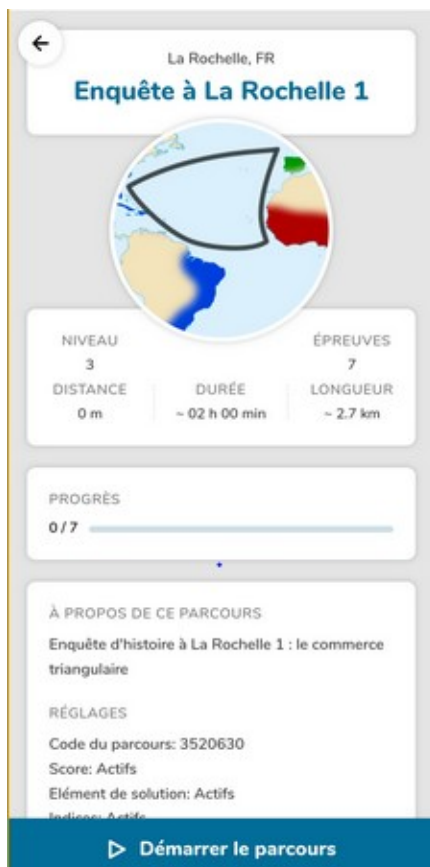 La Rochelle, FR
Enquête à La Rochelle 1
NIVEAU
3
ÉPREUVES
7
DISTANCE
0 m
DURÉE
~ 02 h 00 min
LONGUEUR
~ 2.7 km
PROGRÈS
0 / 7
À PROPOS DE CE PARCOURS
Enquête d'histoire à La Rochelle 1 : le commerce
triangulaire
RÉGLAGES
Code du parcours: 3520630
Score: Actifs
Elément de solution: Actifs
Indices: Actifs
Démarrer le parcours